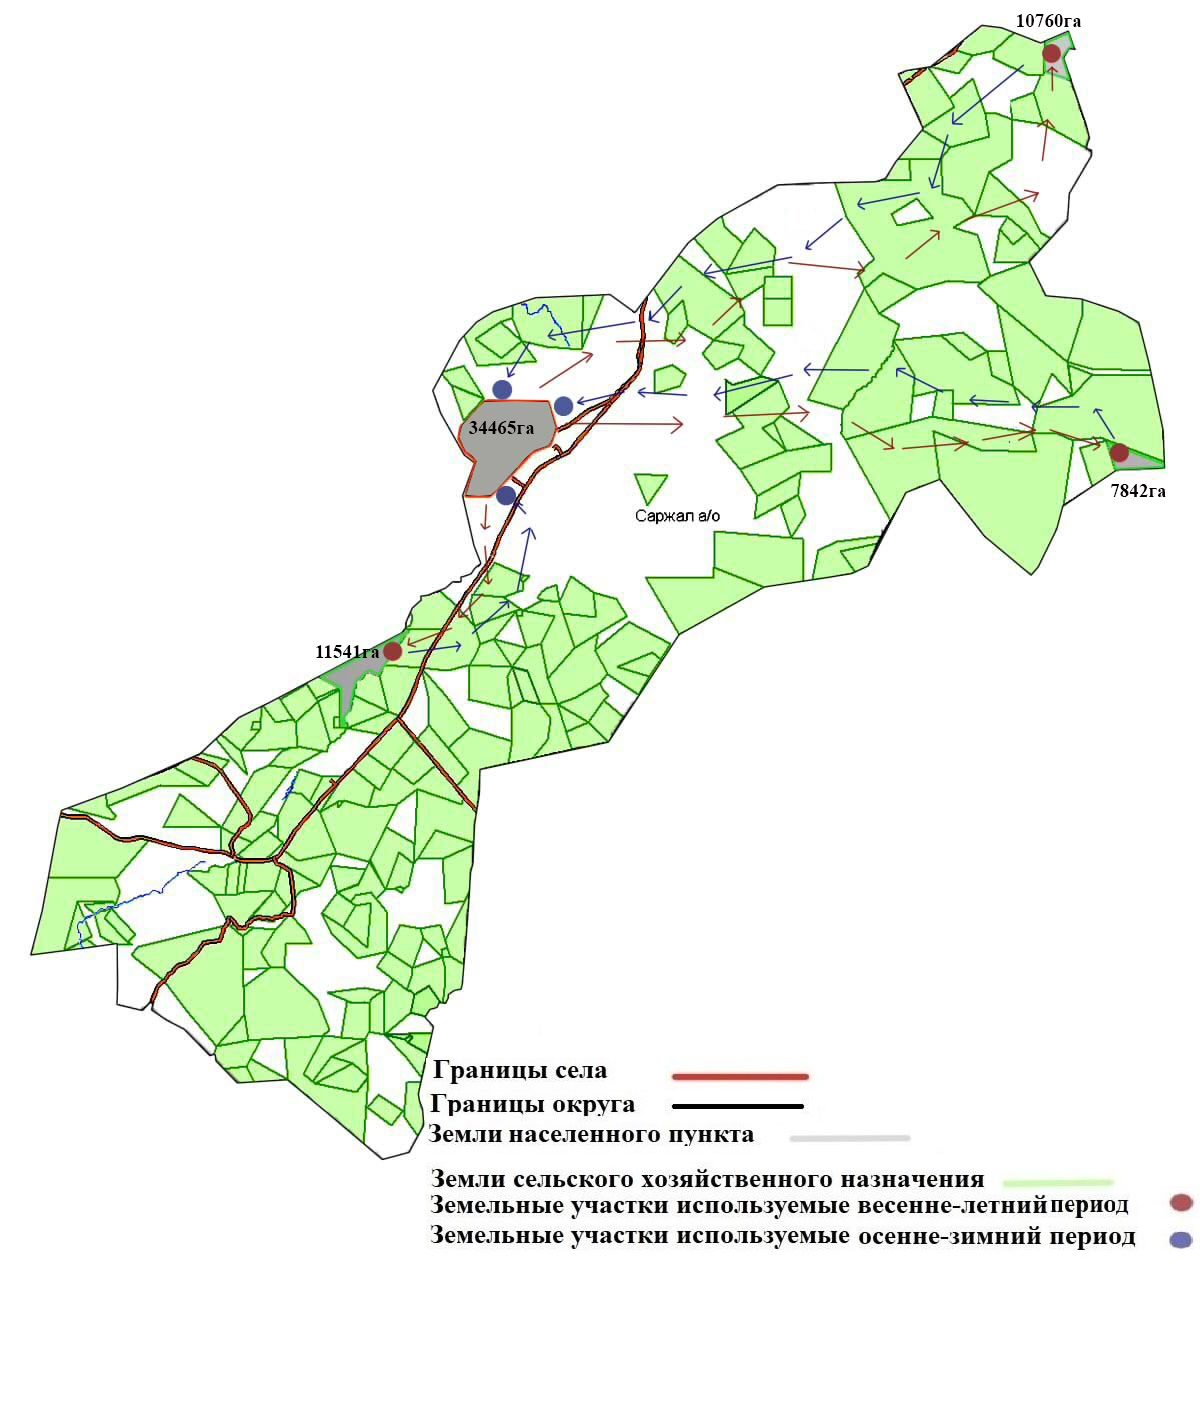 10760га
34465га
7842га
Саржал а/о
11541га
Границы села
Границы округа
Земли населенного пункта
Земли сельского хозяйственного назначения
Земельные участки используемые весенне-летний период
Земельные участки используемые осенне-зимний период